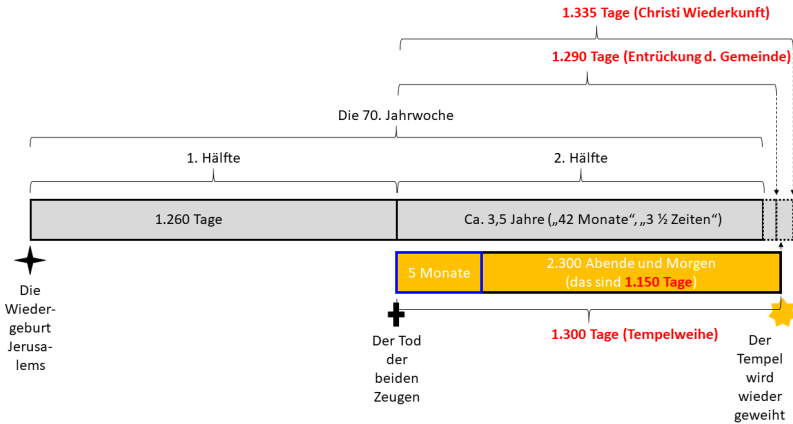 1.335 Tage (Christi Wiederkunft)
1.290 Tage (Entrückung d. Gemeinde)
Die 70. Jahrwoche
1. Hälfte
2. Hälfte
1.260 Tage
Ca. 3,5 Jahre („42 Monate“, „3 ½ Zeiten“)
5 Monate
2.300 Abende und Morgen
(das sind 1.150 Tage)
1.300 Tage (Tempelweihe)
Die
Wieder-
geburt
Jerusa-
lems
Der Tod
der
beiden
Zeugen
Der
Tempel
wird
wieder
geweiht